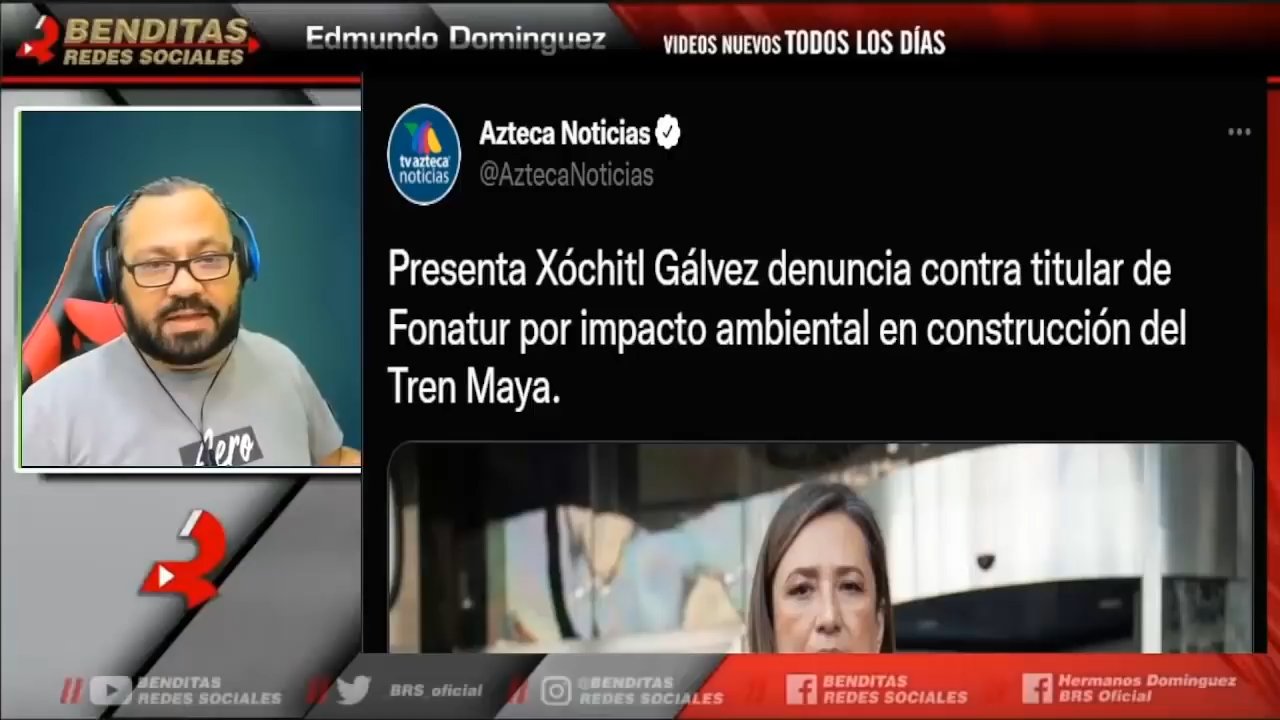 BENDITAS
REDES SOCIALES
Edmundo Dominguez
VIDEOS NUEVOS TODOS LOS DÍAS
tv azteca
noticias
Azteca Noticias
@AztecaNoticias
Presenta Xóchitl Gálvez denuncia contra titular de
Fonatur por impacto ambiental en construcción del
Tren Maya.
BENDITAS
REDES SOCIALES
BRS oficial
@BENDITAS
REDES SOCIALES
BENDITAS
REDES SOCIALES
Hermanos Dominguez
BRS Oficial